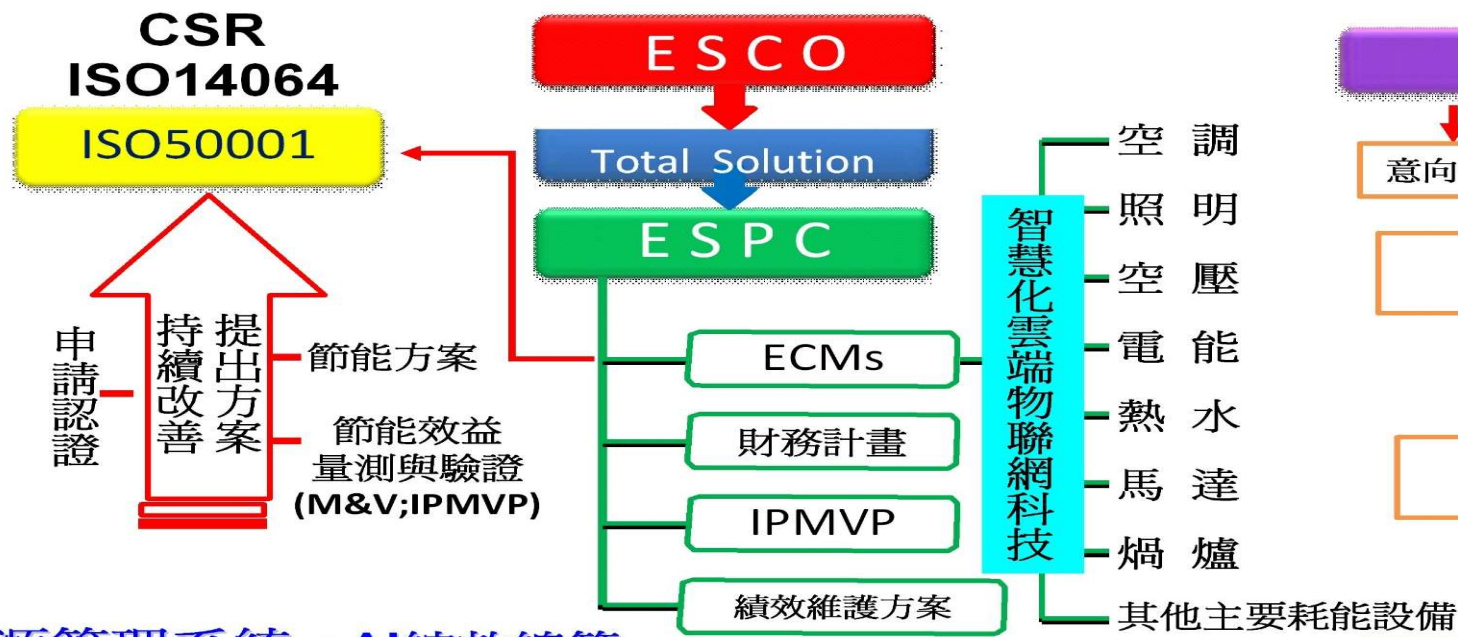 CSR
ISO14064
ISO50001
申請認證
持續改善
提出方案
節能方案
節能效益
量測與驗證
(M&V;IPMVP)
E S C O
Total Solution
E S P C
ECMs
財務計畫
IPMVP
績效維護方案
智慧化雲端物聯網科技
空 調
照 明
空 壓
電 能
熱 水
馬 達
焆 爐
其他主要耗能設備
意向